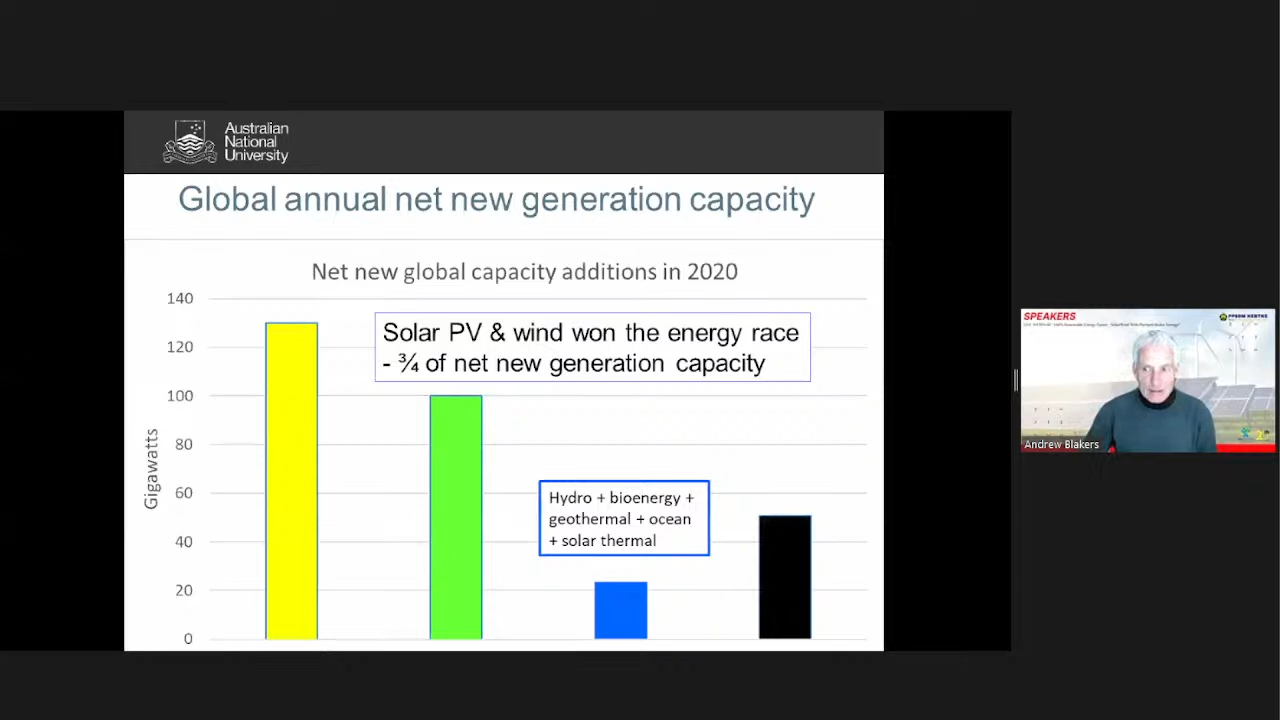 Australian
National
University
Global annual net new generation capacity
Net new global capacity additions in 2020
140
120
100
80
60
40
20
0
Gigawatts
Solar PV & wind won the energy race
- ¾ of net new generation capacity
Hydro + bioenergy +
geothermal + ocean
+ solar thermal
SPEAKERS
Andrew Blakers